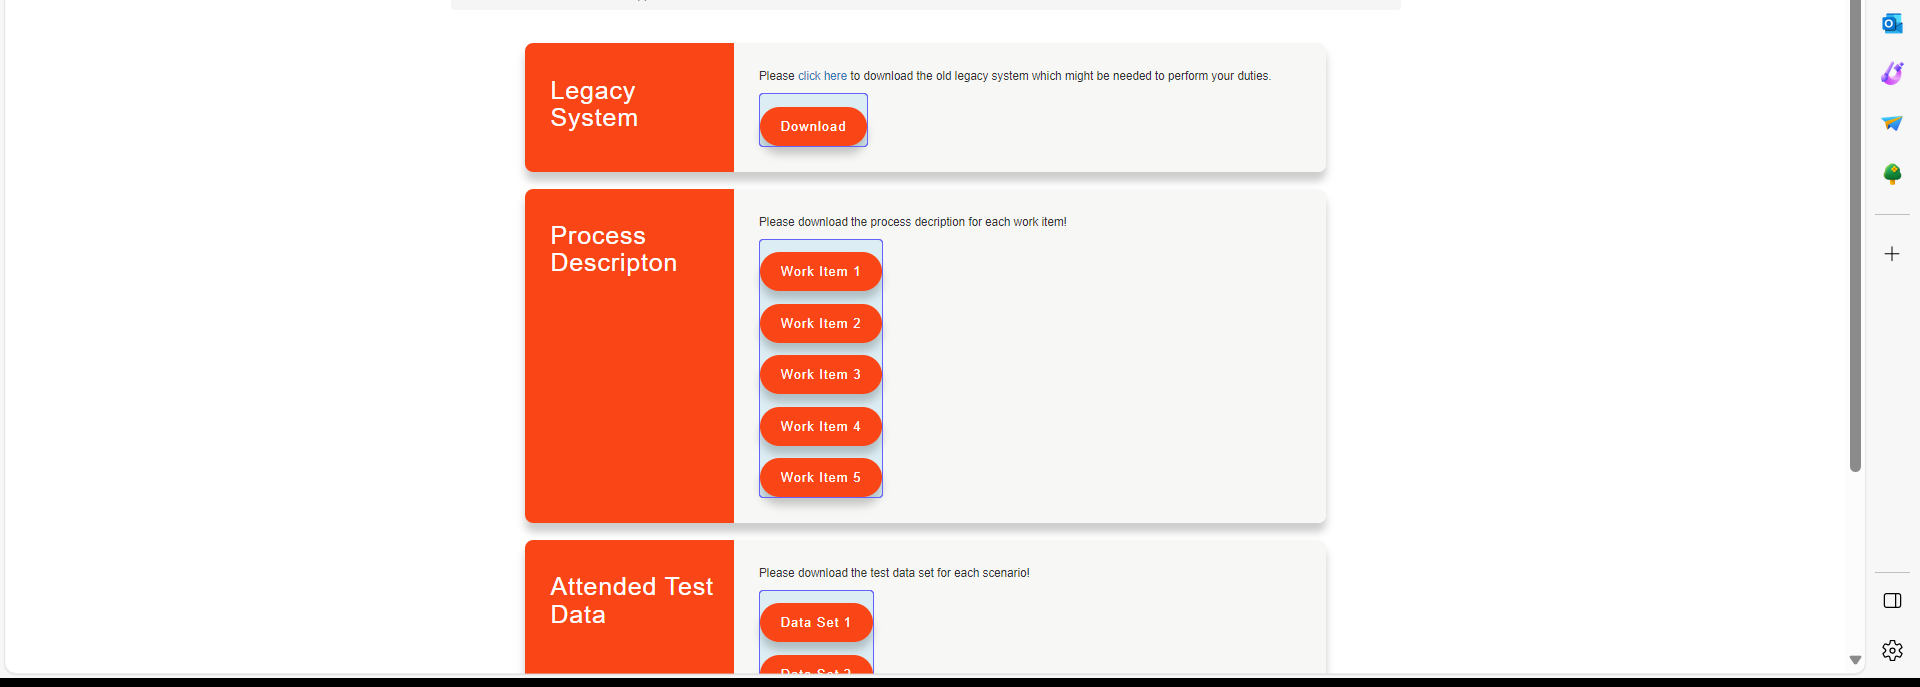 Legacy
System
Please click here to download the old legacy system which might be needed to perform your duties.
Download
Process
Descripton
Please download the process decription for each work item!
Work Item 1
Work Item 2
Work Item 3
Work Item 4
Work Item 5
Attended Test
Data
Please download the test data set for each scenario!
Data Set 1
Data Set 2